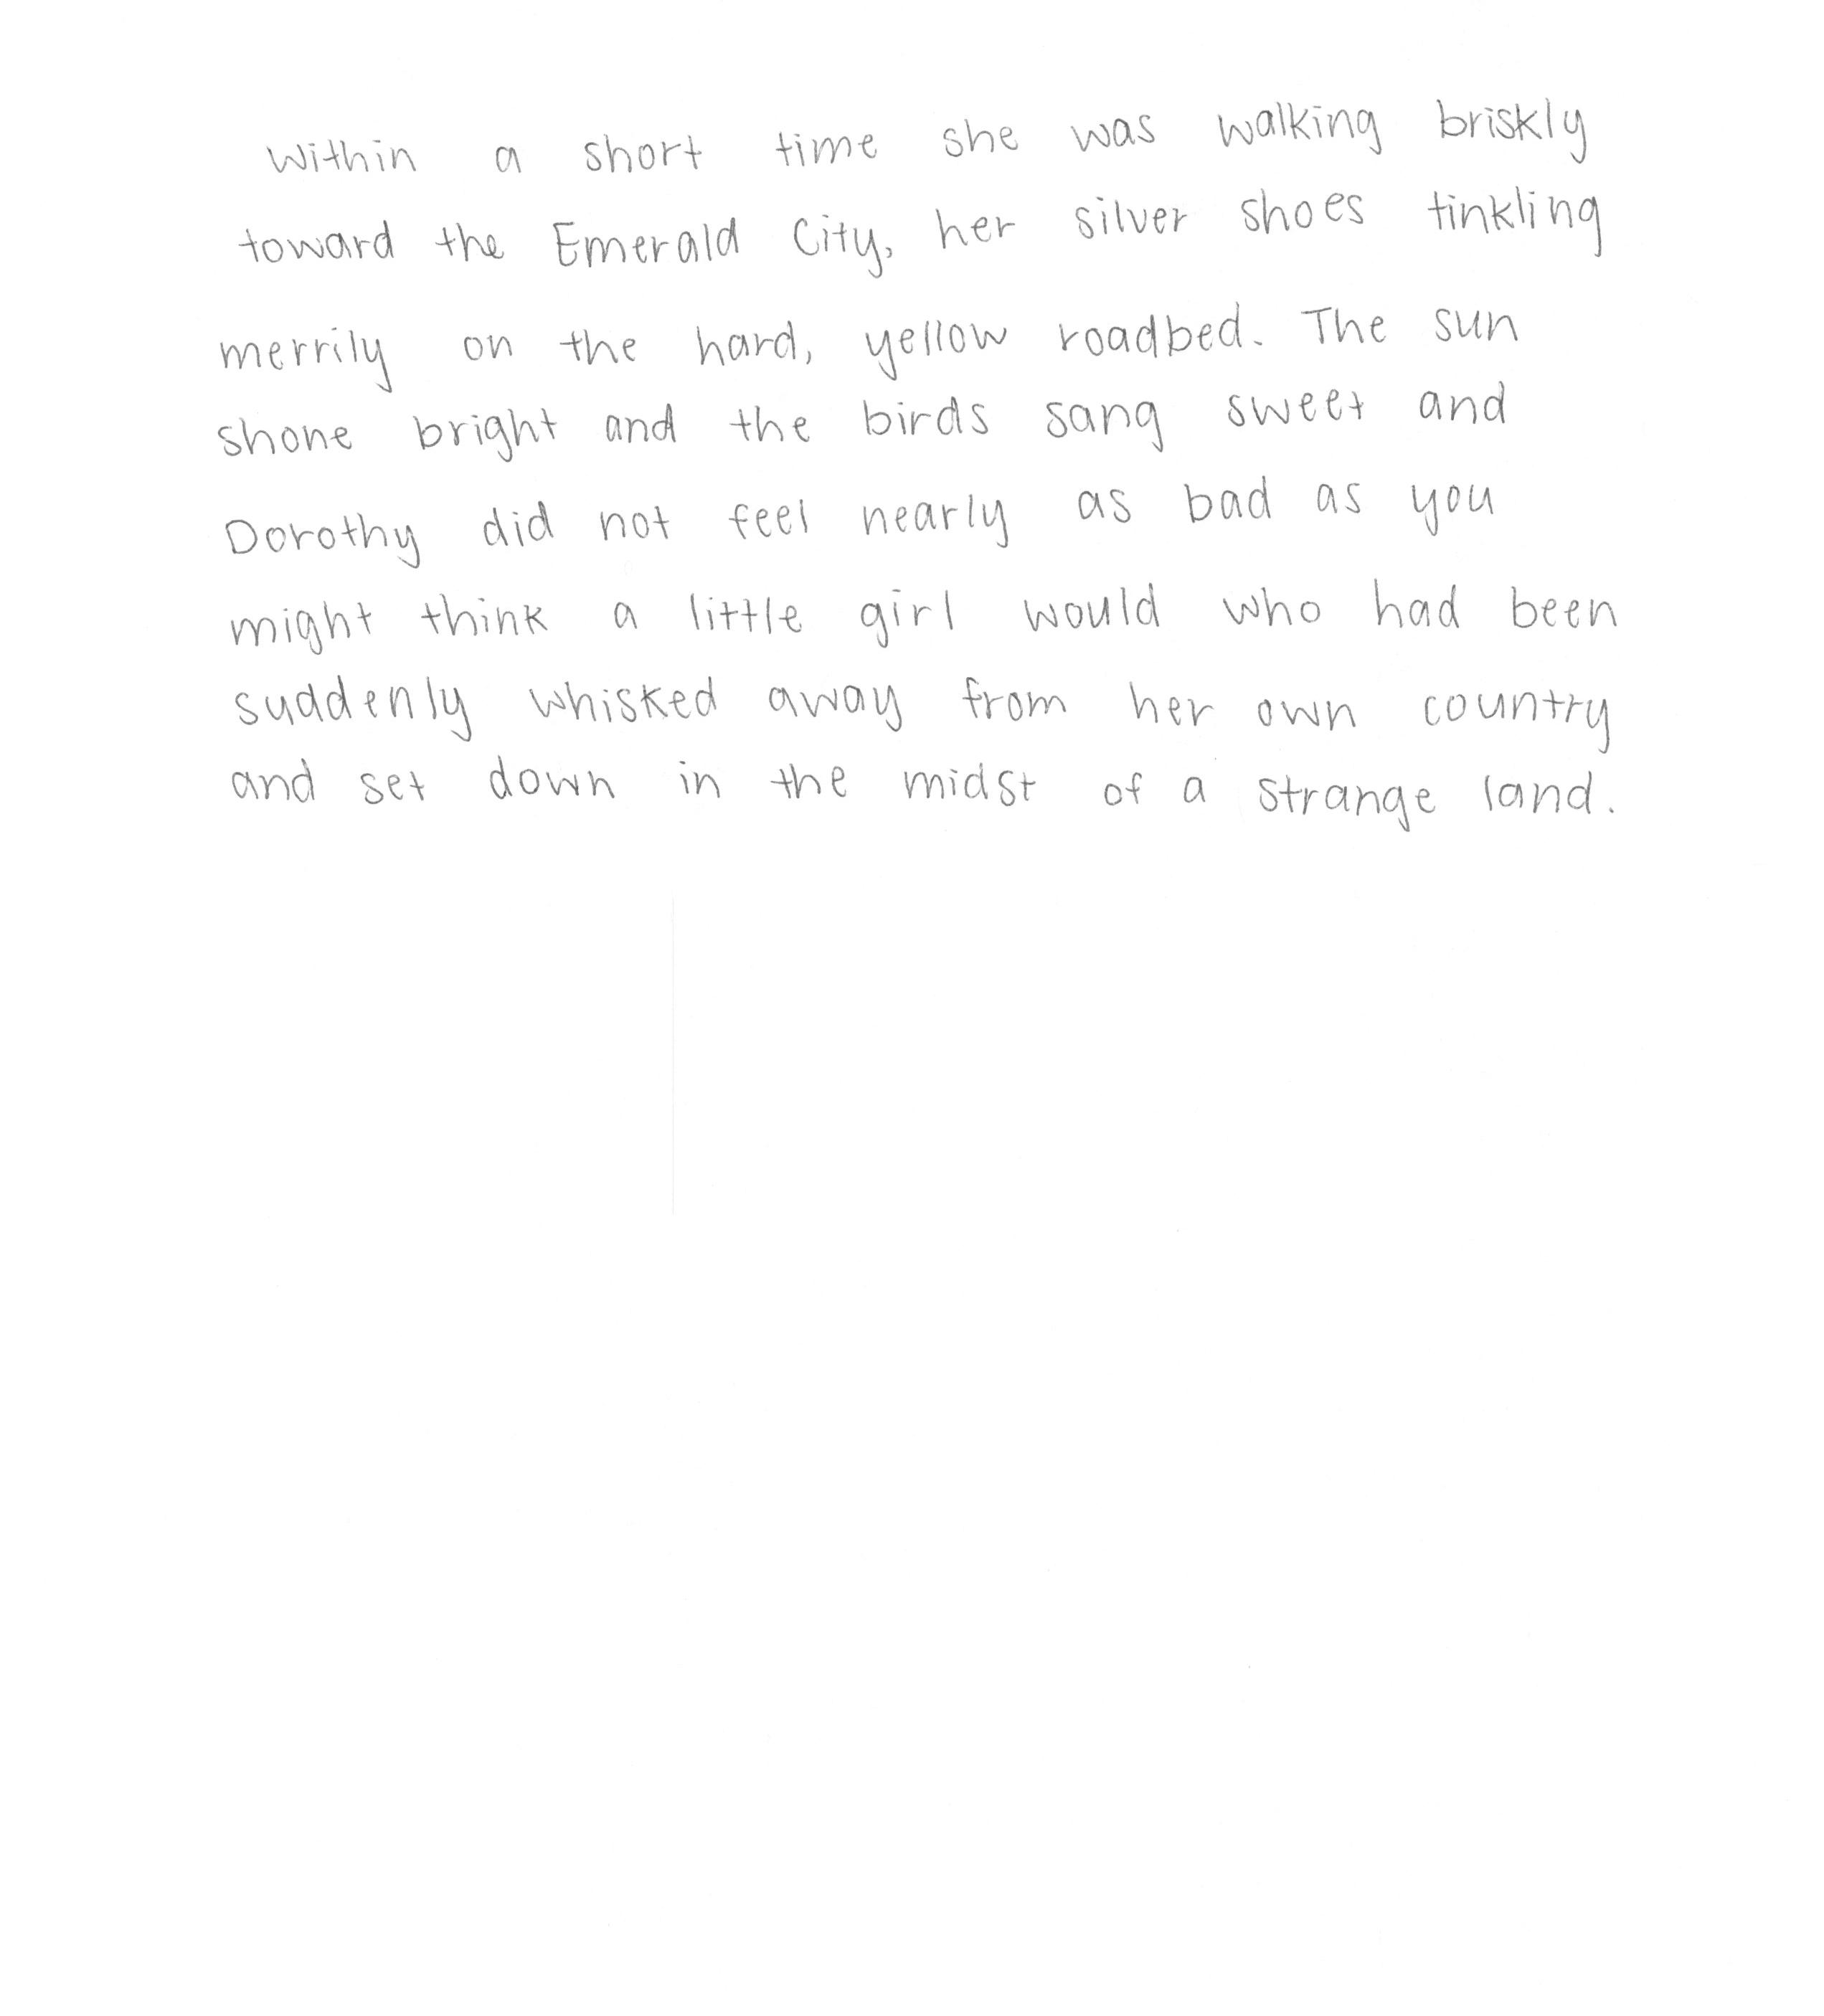 Within a short time she was walking briskly
toward the Emerald City, her silver shoes tinkling
merrily on the hard, yellow roadbed. The sun
shone bright and the birds sang sweet and
Dorothy did not feel nearly as bad as you
might think a little girl would who had been
suddenly whisked away from her own country
and set down in the midst of a strange land.